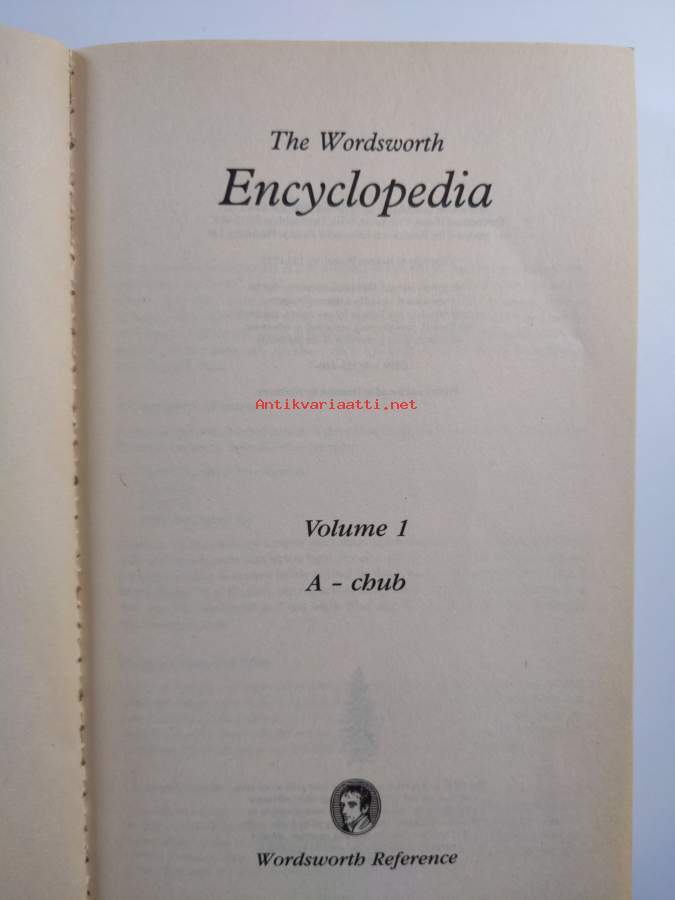 The Wordsworth
Encyclopedia
Antikvariaatti.net
Volume 1
A – chub
Wordsworth Reference